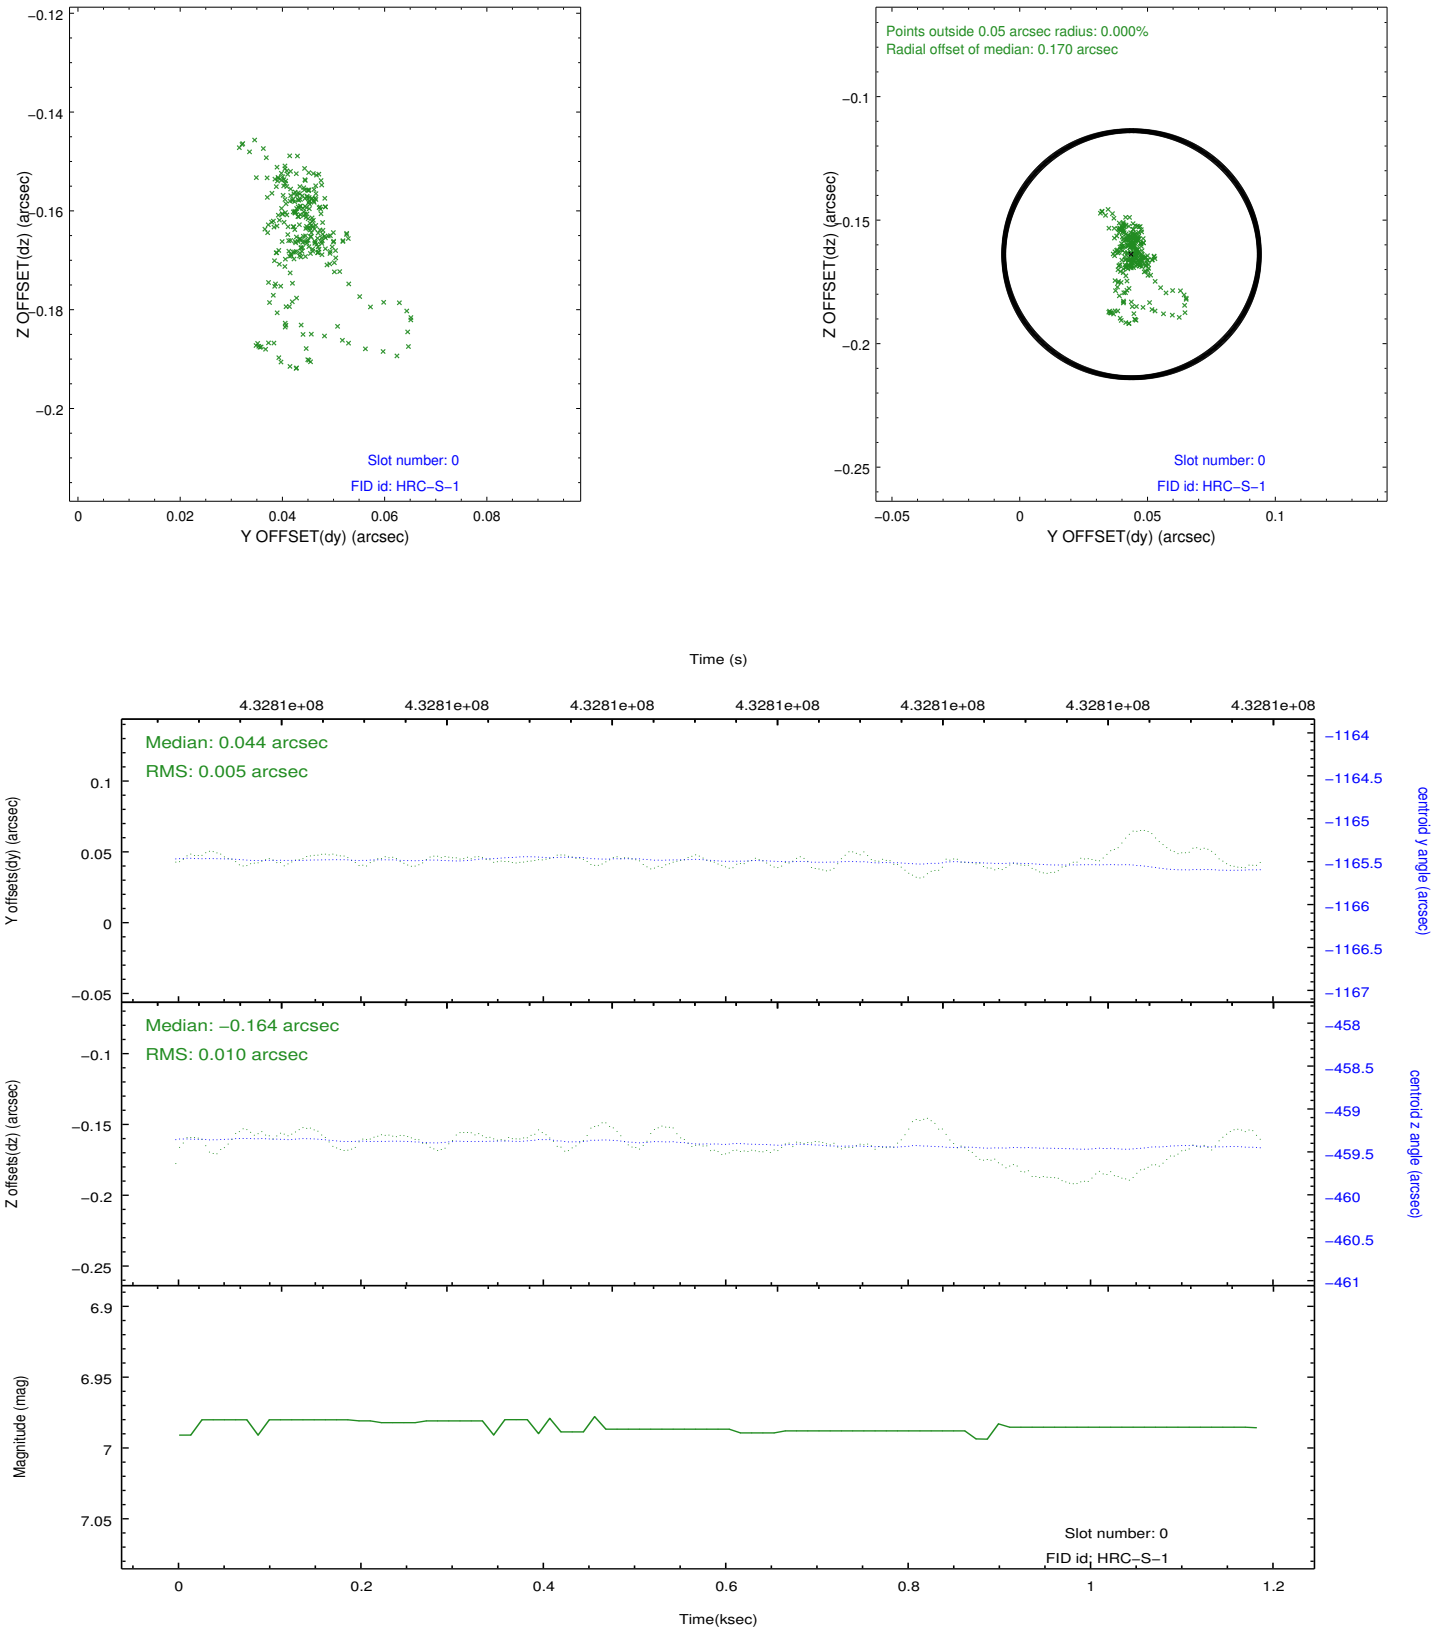 −0.12
−0.14
−0.16
−0.18
−0.2
Z OFFSET(dz) (arcsec)
Slot number: 0
FID id: HRC−S−1
0 0.02 0.04 0.06 0.08
Y OFFSET(dy) (arcsec)
Points outside 0.05 arcsec radius: 0.000%
Radial offset of median: 0.170 arcsec
−0.1
−0.15
−0.2
−0.25
Z OFFSET(dz) (arcsec)
Slot number: 0
FID id: HRC−S−1
−0.05 0 0.05 0.1
Y OFFSET(dy) (arcsec)
Time (s)
4.3281e+08 4.3281e+08 4.3281e+08 4.3281e+08 4.3281e+08 4.3281e+08 4.3281e+08
Median: 0.044 arcsec
RMS: 0.005 arcsec
0.1
0.05
0
−0.05
Y offsets(dy) (arcsec)
−1164
−1164.5
−1165
−1165.5
−1166
−1166.5
−1167
centroid y angle (arcsec)
Median: −0.164 arcsec
RMS: 0.010 arcsec
−0.1
−0.15
−0.2
−0.25
Z offsets(dz) (arcsec)
−458
−458.5
−459
−459.5
−460
−460.5
−461
centroid z angle (arcsec)
6.9
6.95
7
7.05
Magnitude (mag)
Slot number: 0
FID id: HRC−S−1
0 0.2 0.4 0.6 0.8 1 1.2
Time(ksec)